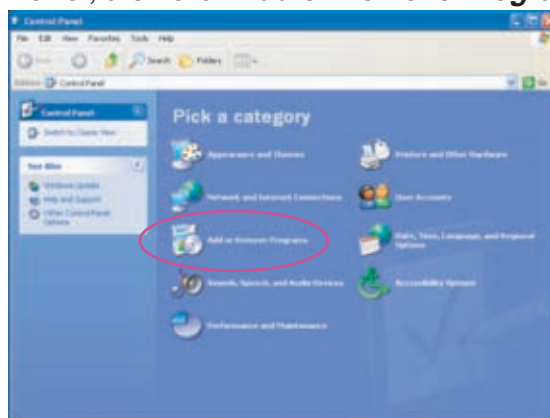 Control Panel
File Edit View Favorites Tools Help
Search Folders
Control Panel
Go
Control Panel
Switch to Classic View
See Also
Windows Update
Help and Support
Other Control Panel
Options
Pick a category
Appearance and Themes
Printers and Other Hardware
Network and Internet Connections
User Accounts
Add or Remove Programs
Date, Time, Language, and Regional
Options
Sounds, Speech, and Audio Devices
Accessibility Options
Performance and Maintenance